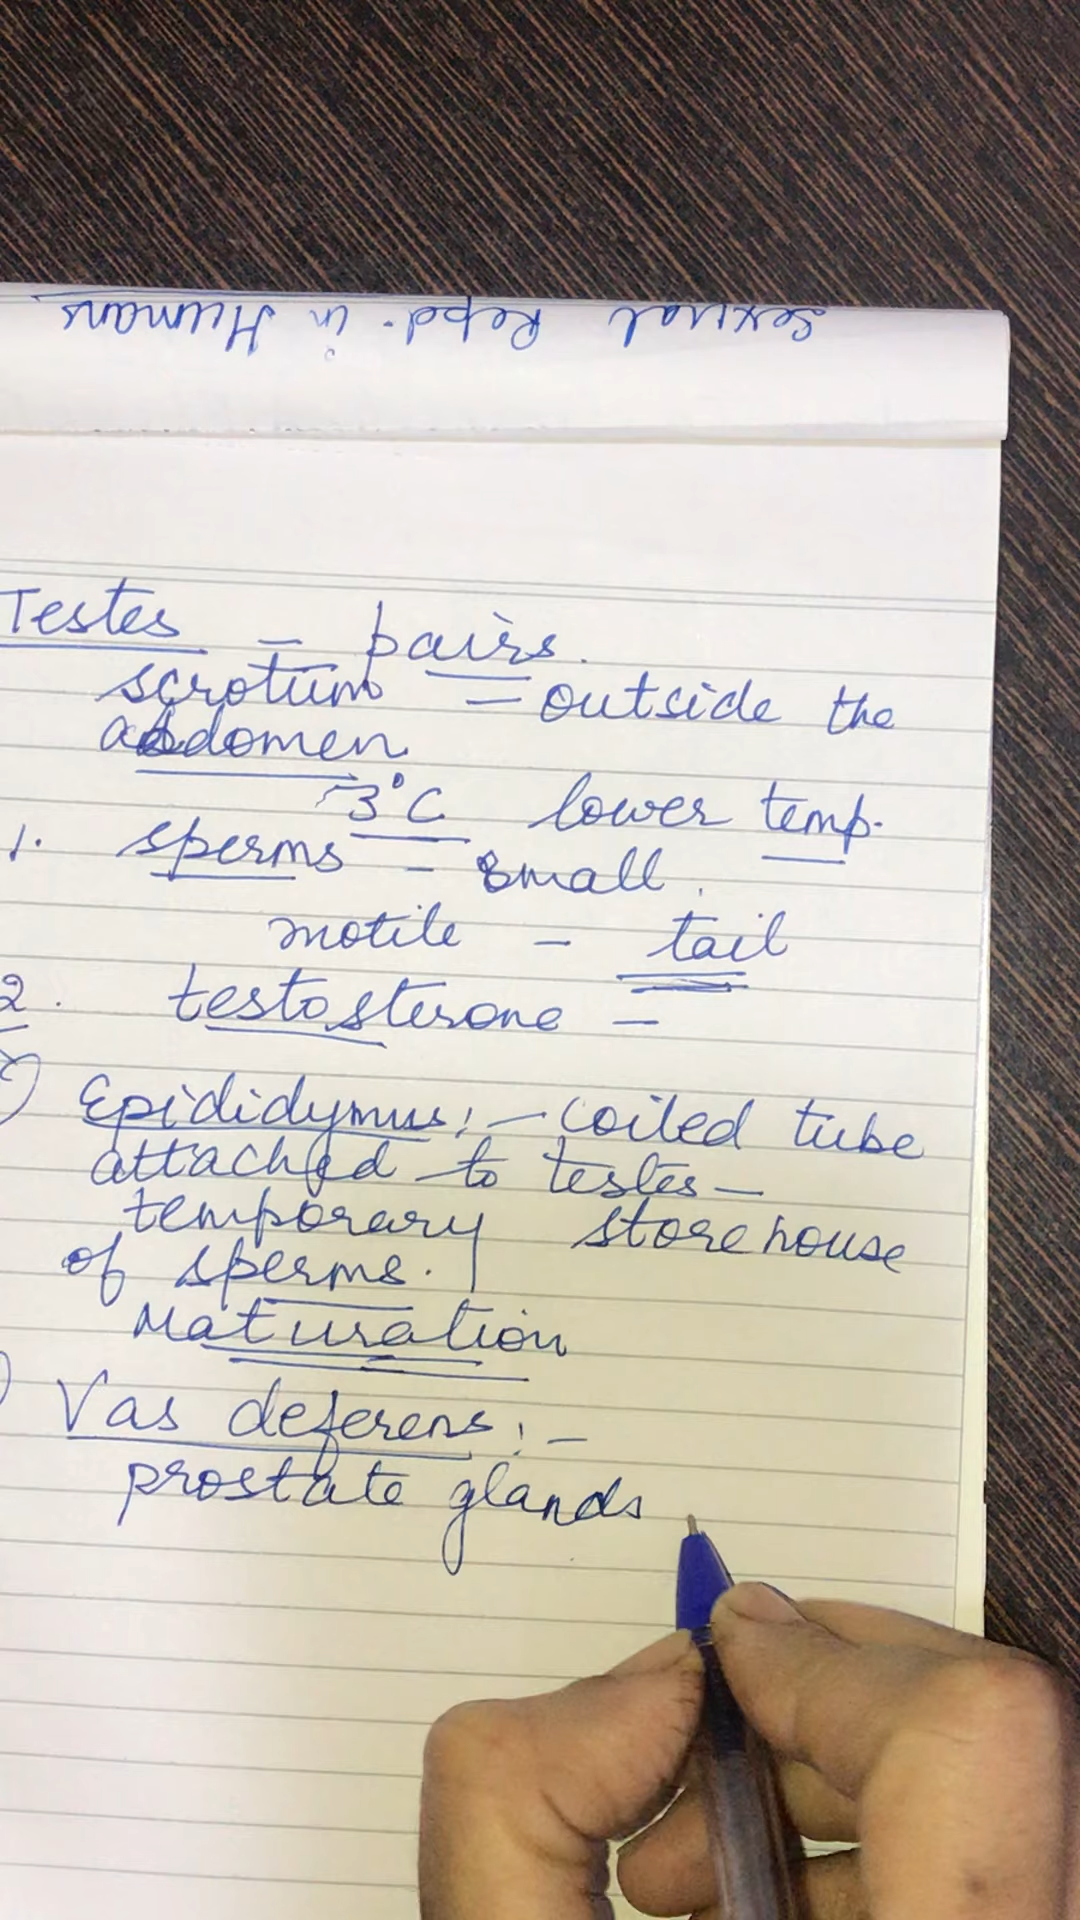 Sexual Repd. in Humans
Testes - pairs.
scrotum = outside the
abdomen
3°C lower temp.
1. sperms - small.
motile - tail
2. testosterone -
Epididymus:- coiled tube
attached to testes -
temporary storehouse
of sperms.
Maturation
Vas deferens:-
prostate glands